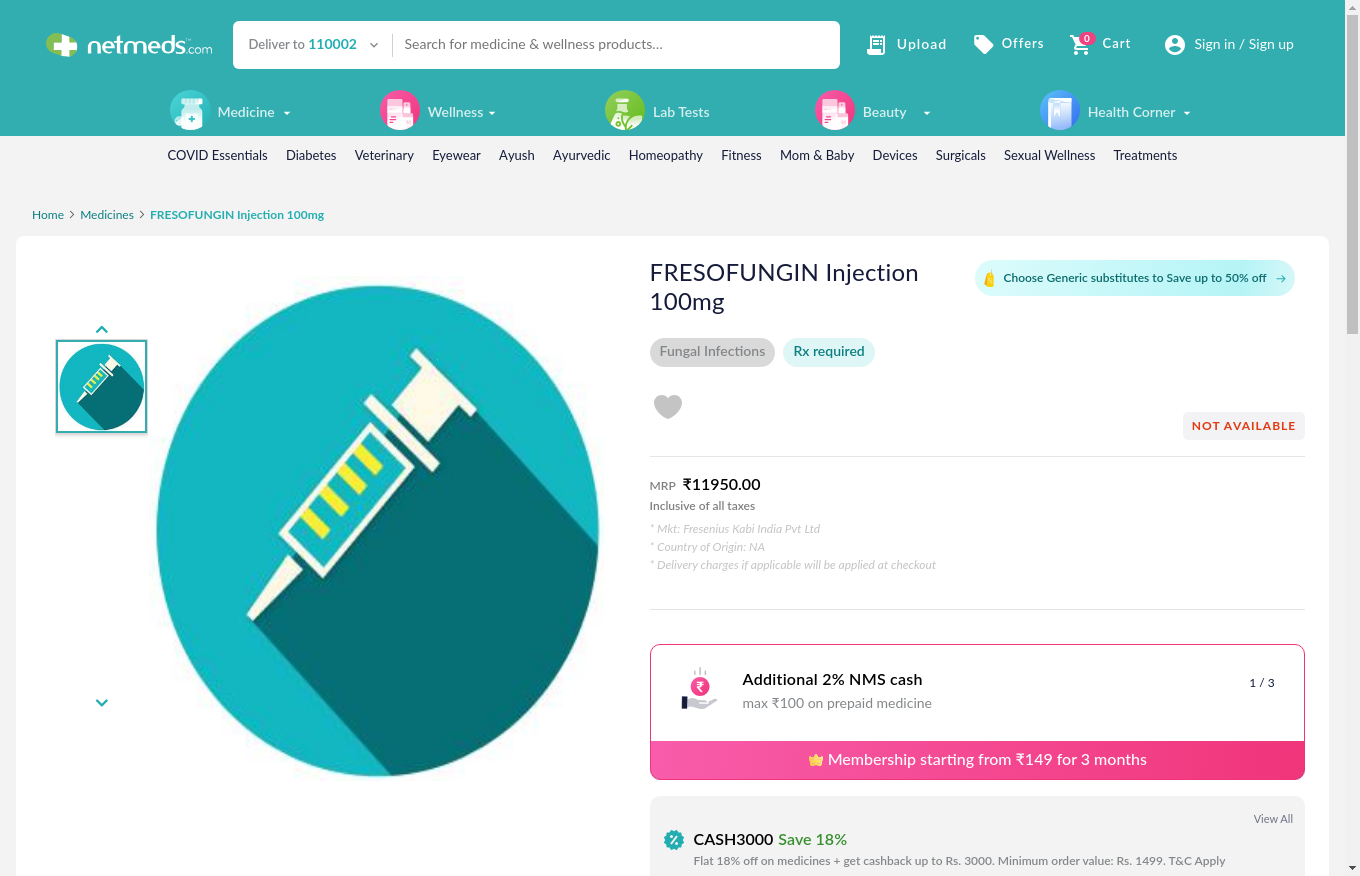 netmeds.com
Deliver to 110002
Search for medicine & wellness products...
Upload
Offers
0
Cart
Sign in / Sign up
Medicine
Wellness
Lab Tests
Beauty
Health Corner
COVID Essentials Diabetes Veterinary Eyewear Ayush Ayurvedic Homeopathy Fitness Mom & Baby Devices Surgicals Sexual Wellness Treatments
Home > Medicines > FRESOFUNGIN Injection 100mg
FRESOFUNGIN Injection
100mg
Choose Generic substitutes to Save up to 50% off →
Fungal Infections
Rx required
NOT AVAILABLE
MRP ₹11950.00
Inclusive of all taxes
* Mkt: Fresenius Kabi India Pvt Ltd
* Country of Origin: NA
* Delivery charges if applicable will be applied at checkout
Additional 2% NMS cash
1 / 3
max ₹100 on prepaid medicine
Membership starting from ₹149 for 3 months
View All
CASH3000 Save 18%
Flat 18% off on medicines + get cashback up to Rs. 3000. Minimum order value: Rs. 1499. T&C Apply